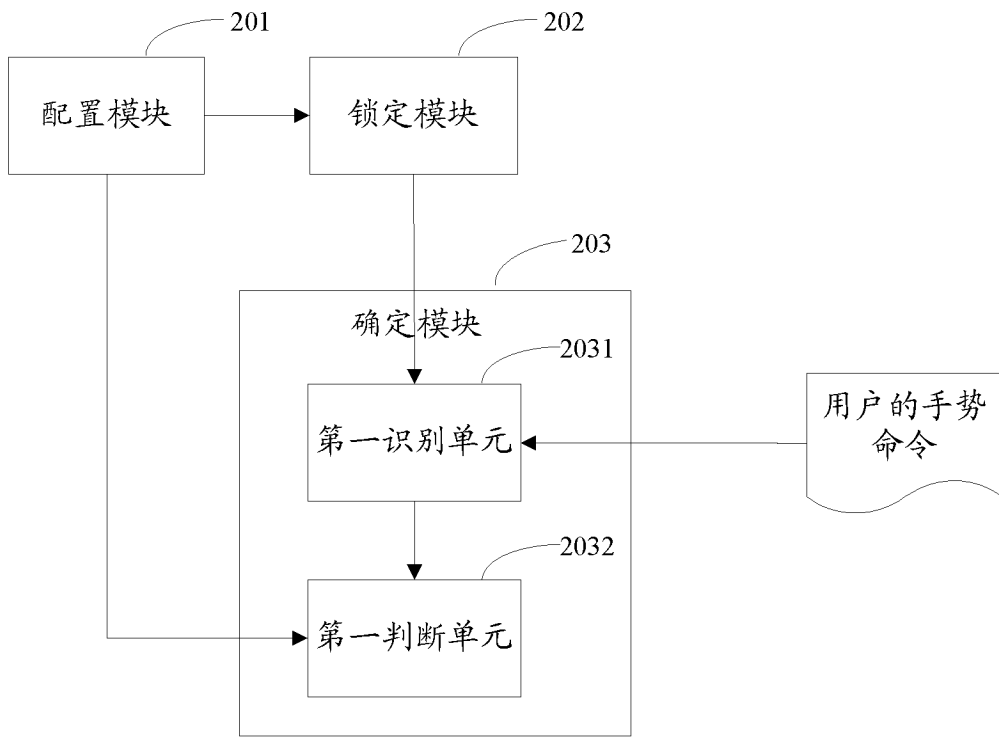 201
202
配置模块
锁定模块
203
确定模块
2031
第一识别单元
用户的手势
命令
2032
第一判断单元